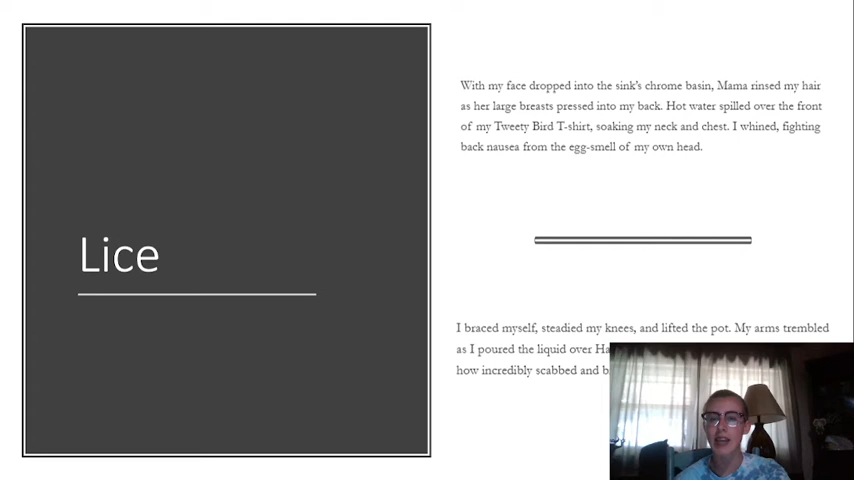 Lice
With my face dropped into the sink's chrome basin, Mama rinsed my hair
as her large breasts pressed into my back. Hot water spilled over the front
of my Tweety Bird T-shirt, soaking my neck and chest. I whined, fighting
back nausea from the egg-smell of my own head.
I braced myself, steadied my knees, and lifted the pot. My arms trembled
as I poured the liquid over
how incredibly scabbed and